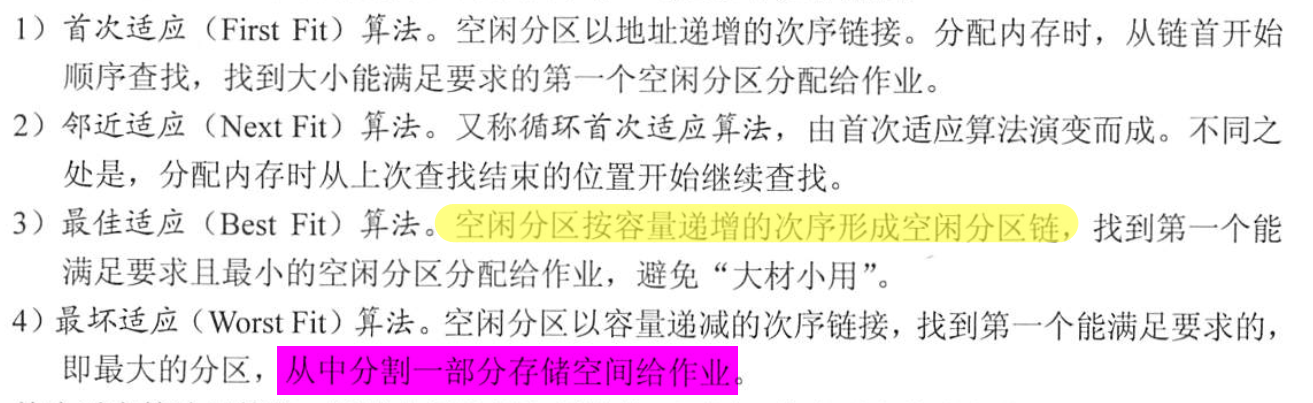 1）首次适应（First Fit）算法。空闲分区以地址递增的次序链接。分配内存时，从链首开始
顺序查找，找到大小能满足要求的第一个空闲分区分配给作业。
2）邻近适应（Next Fit）算法。又称循环首次适应算法，由首次适应算法演变而成。不同之
处是，分配内存时从上次查找结束的位置开始继续查找。
3）最佳适应（Best Fit）算法。空闲分区按容量递增的次序形成空闲分区链，找到第一个能
满足要求且最小的空闲分区分配给作业，避免“大材小用”。
4）最坏适应（Worst Fit）算法。空闲分区以容量递减的次序链接，找到第一个能满足要求的，
即最大的分区，从中分割一部分存储空间给作业。